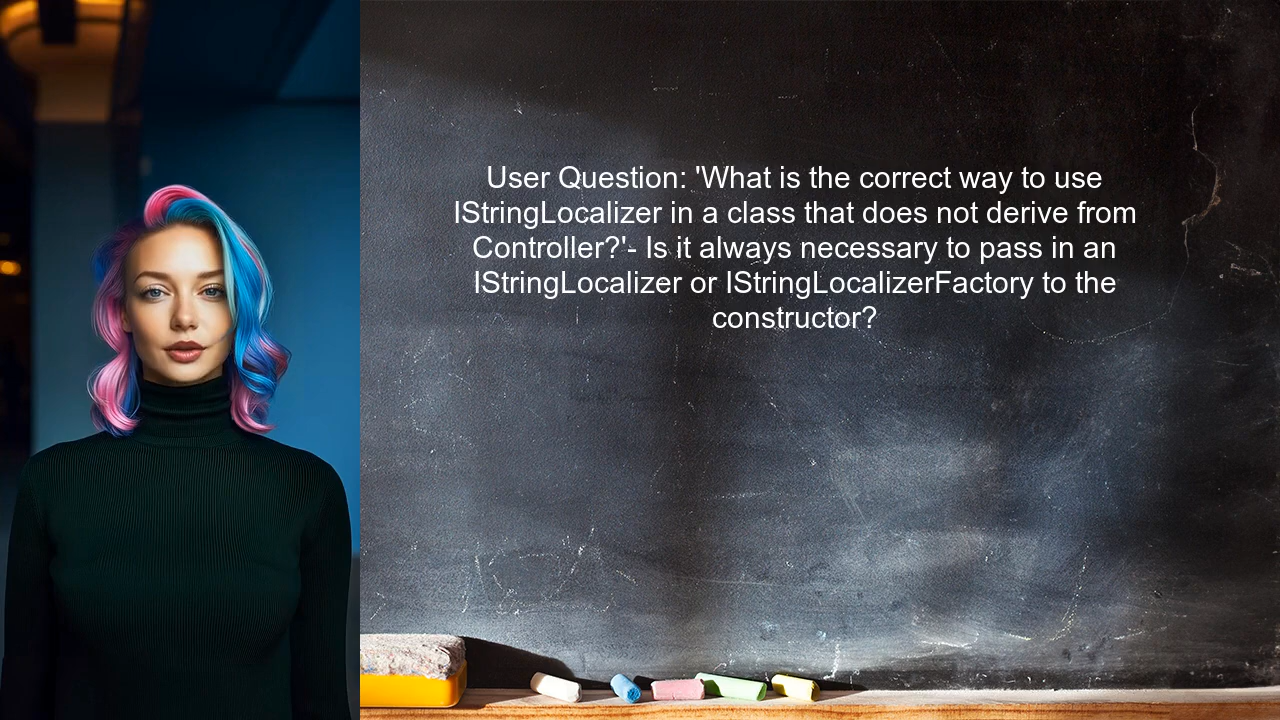 User Question: 'What is the correct way to use
IStringLocalizer in a class that does not derive from
Controller?'- Is it always necessary to pass in an
IStringLocalizer or IStringLocalizerFactory to the
constructor?